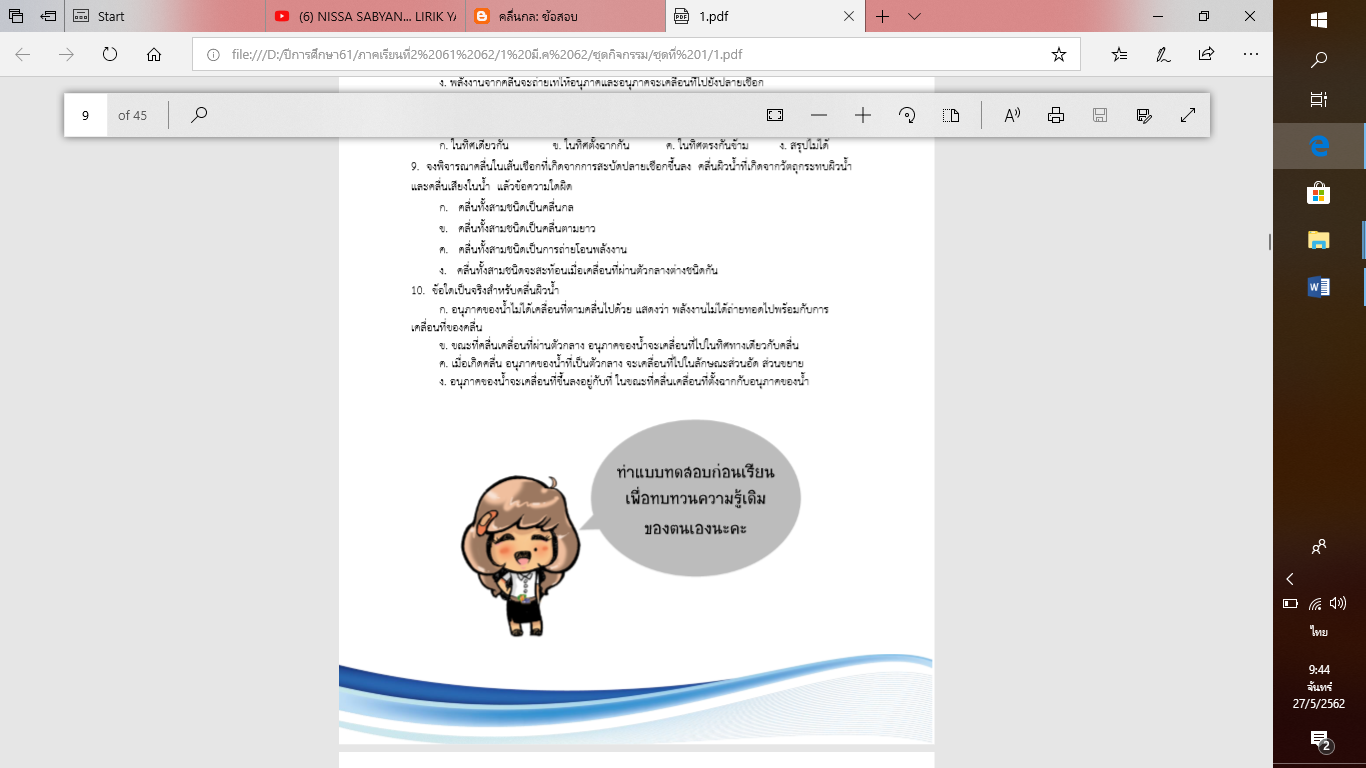 Start
(6) NISSA SABYAN... LIRIK YA
คลื่นกล: ข้อสอบ
1.pdf
file:///D:/ปีการศึกษา61/ภาคเรียนที่2%2061%2062/1%20มี.ค%2062/ชุดกิจกรรม/ชุดที่%201/1.pdf
ง. พลังงานจากคลื่นจะถ่ายเทให้อนุภาคและอนุภาคจะเคลื่อนที่ไปยังปลายเชือก
9 of 45
ก. ในทิศเดียวกัน ข. ในทิศตั้งฉากกัน ค. ในทิศตรงกันข้าม ง. สรุปไม่ได้
9. จงพิจารณาคลื่นในเส้นเชือกที่เกิดจากการสะบัดปลายเชือกขึ้นลง คลื่นผิวน้ำที่เกิดจากวัตถุกระทบผิวน้ำ
และคลื่นเสียงในน้ำ แล้วข้อความใดผิด
ก. คลื่นทั้งสามชนิดเป็นคลื่นกล
ข. คลื่นทั้งสามชนิดเป็นคลื่นตามยาว
ค. คลื่นทั้งสามชนิดเป็นการถ่ายโอนพลังงาน
ง. คลื่นทั้งสามชนิดจะสะท้อนเมื่อเคลื่อนที่ผ่านตัวกลางต่างชนิดกัน
10. ข้อใดเป็นจริงสำหรับคลื่นผิวน้ำ
ก. อนุภาคของน้ำไม่ได้เคลื่อนที่ตามคลื่นไปด้วย แสดงว่า พลังงานไม่ได้ถ่ายทอดไปพร้อมกับการ
เคลื่อนที่ของคลื่น
ข. ขณะที่คลื่นเคลื่อนที่ผ่านตัวกลาง อนุภาคของน้ำจะเคลื่อนที่ไปในทิศทางเดียวกับคลื่น
ค. เมื่อเกิดคลื่น อนุภาคของน้ำที่เป็นตัวกลาง จะเคลื่อนที่ไปในลักษณะส่วนอัด ส่วนขยาย
ง. อนุภาคของน้ำจะเคลื่อนที่ขึ้นลงอยู่กับที่ ในขณะที่คลื่นเคลื่อนที่ตั้งฉากกับอนุภาคของน้ำ
ทำแบบทดสอบก่อนเรียน
เพื่อทบทวนความรู้เดิม
ของตนเองนะคะ
ไทย
9:44
จันทร์
27/5/2562
2